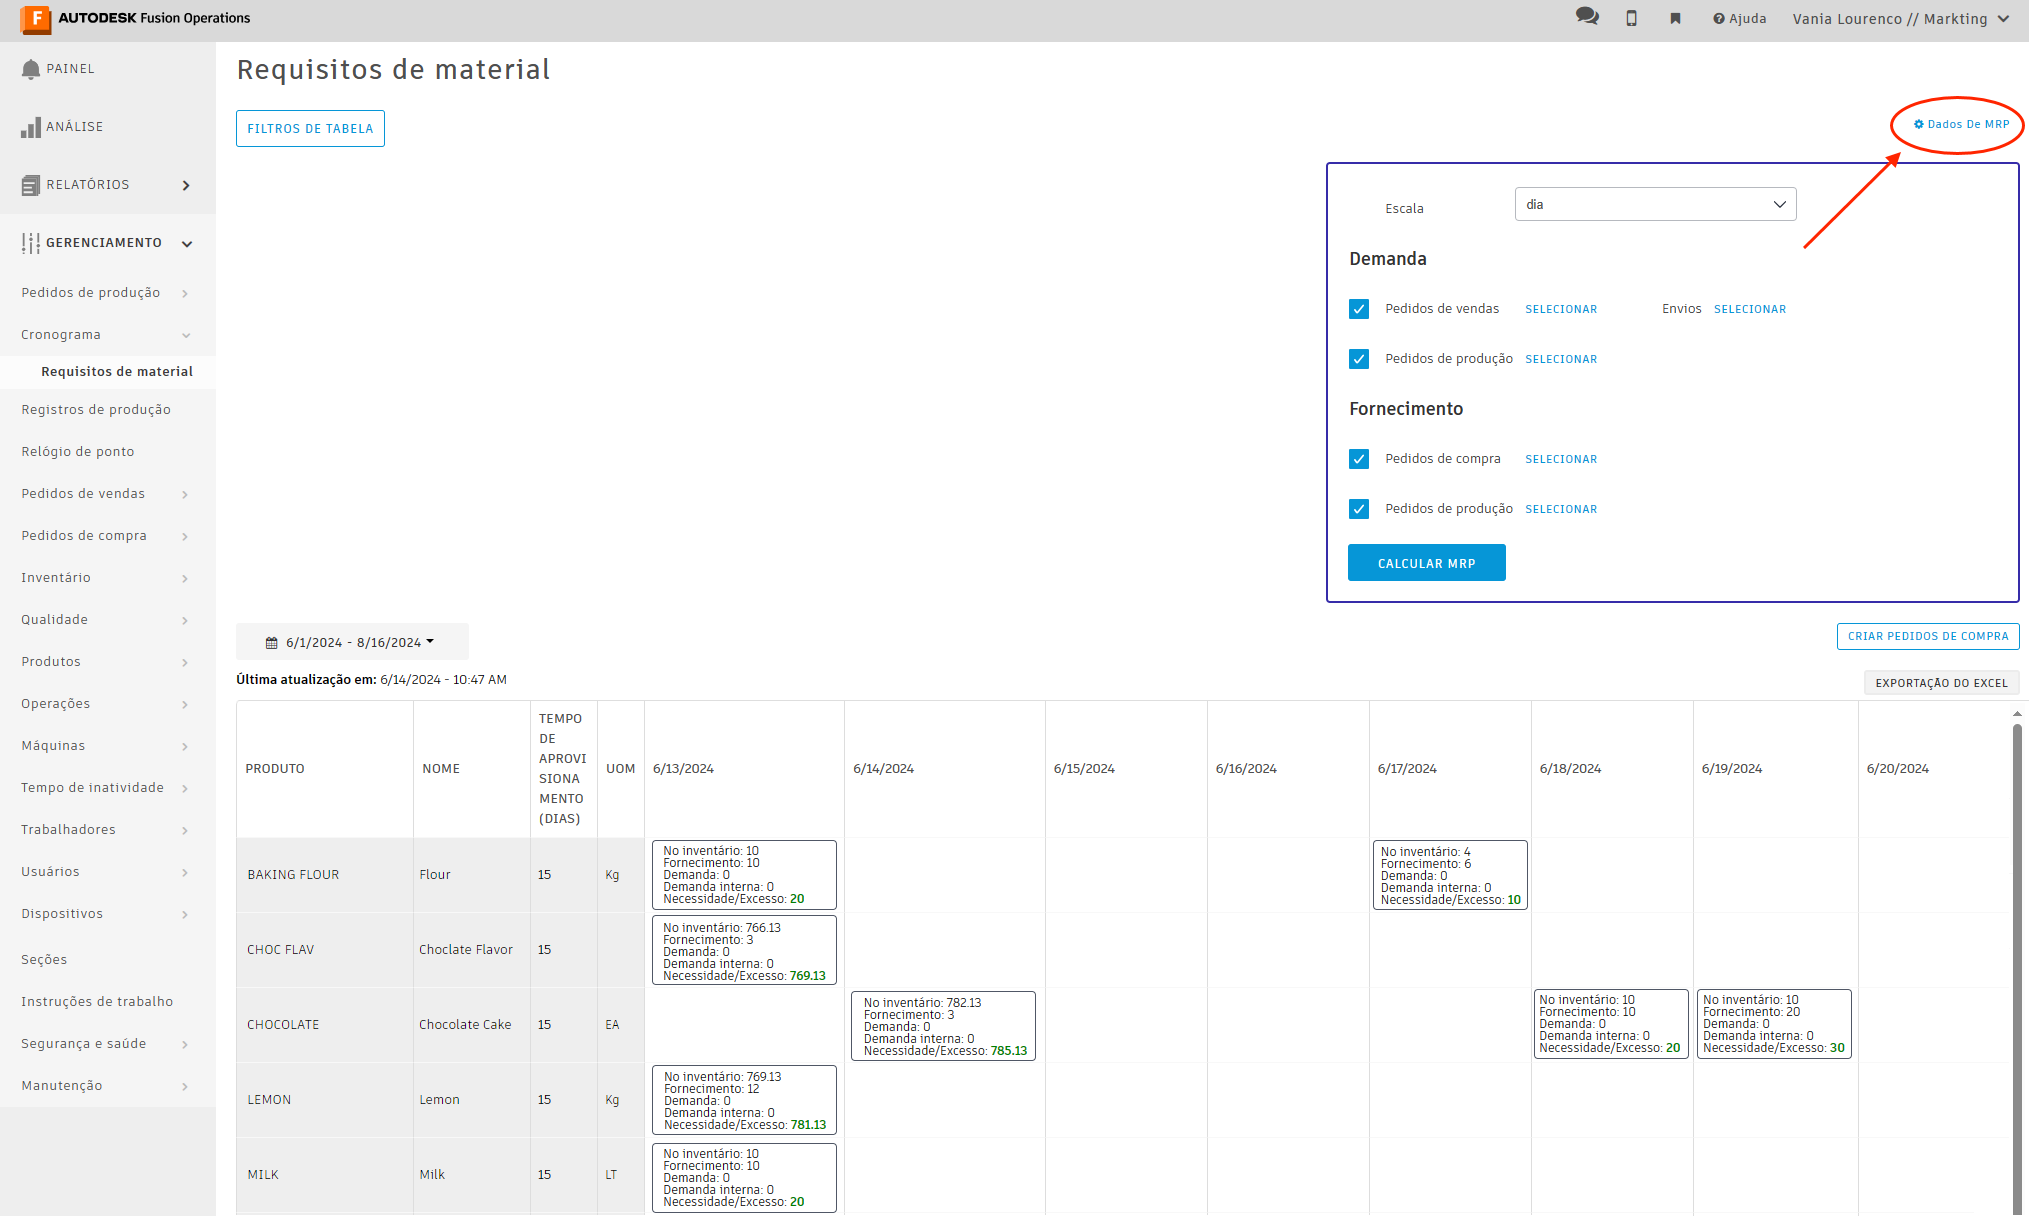 AUTODESK Fusion Operations
Ajuda
Vania Lourenco // Markting
PAINEL
ANÁLISE
RELATÓRIOS
GERENCIAMENTO
Pedidos de produção
Cronograma
Requisitos de material
Registros de produção
Relógio de ponto
Pedidos de vendas
Pedidos de compra
Inventário
Qualidade
Produtos
Operações
Máquinas
Tempo de inatividade
Trabalhadores
Usuários
Dispositivos
Seções
Instruções de trabalho
Segurança e saúde
Manutenção
Requisitos de material
FILTROS DE TABELA
Dados De MRP
Escala
dia
Demanda
Pedidos de vendas SELECIONAR Envios SELECIONAR
Pedidos de produção SELECIONAR
Fornecimento
Pedidos de compra SELECIONAR
Pedidos de produção SELECIONAR
CALCULAR MRP
6/1/2024 - 8/16/2024
CRIAR PEDIDOS DE COMPRA
Última atualização em: 6/14/2024 - 10:47 AM
EXPORTAÇÃO DO EXCEL
PRODUTO
NOME
TEMPO
DE
APROVI
SIONA
MENTO
(DIAS)
UOM
6/13/2024
6/14/2024
6/15/2024
6/16/2024
6/17/2024
6/18/2024
6/19/2024
6/20/2024
BAKING FLOUR
Flour
15
Kg
No inventário: 10
Fornecimento: 10
Demanda: 0
Demanda interna: 0
Necessidade/Excesso: 20
No inventário: 4
Fornecimento: 6
Demanda: 0
Demanda interna: 0
Necessidade/Excesso: 10
CHOC FLAV
Choclate Flavor
15
No inventário: 766.13
Fornecimento: 3
Demanda: 0
Demanda interna: 0
Necessidade/Excesso: 769.13
CHOCOLATE
Chocolate Cake
15
EA
No inventário: 782.13
Fornecimento: 3
Demanda: 0
Demanda interna: 0
Necessidade/Excesso: 785.13
No inventário: 10
Fornecimento: 10
Demanda: 0
Demanda interna: 0
Necessidade/Excesso: 20
No inventário: 10
Fornecimento: 20
Demanda: 0
Demanda interna: 0
Necessidade/Excesso: 30
LEMON
Lemon
15
Kg
No inventário: 769.13
Fornecimento: 12
Demanda: 0
Demanda interna: 0
Necessidade/Excesso: 781.13
MILK
Milk
15
LT
No inventário: 10
Fornecimento: 10
Demanda: 0
Demanda interna: 0
Necessidade/Excesso: 20